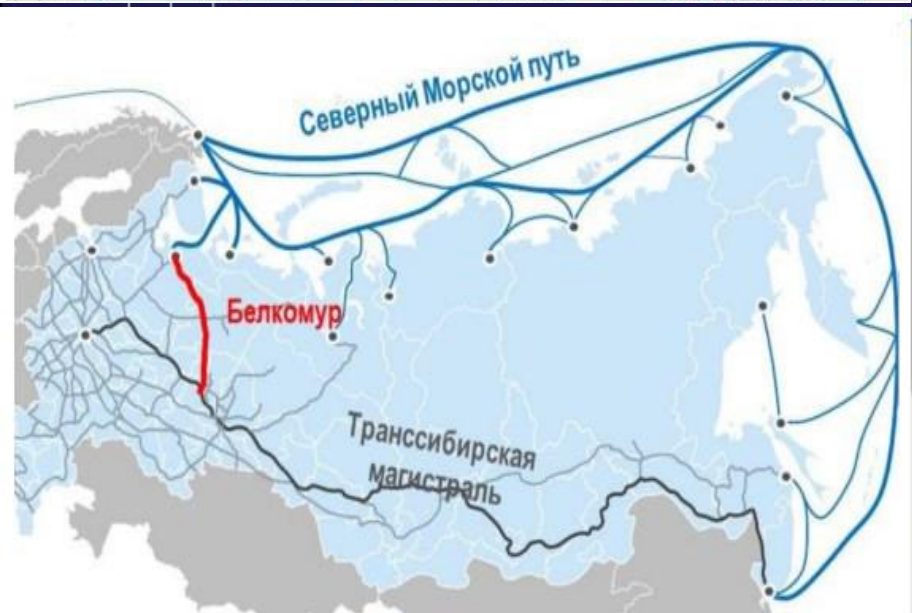 Северный Морской путь
Белкомур
Транссибирская
магистраль